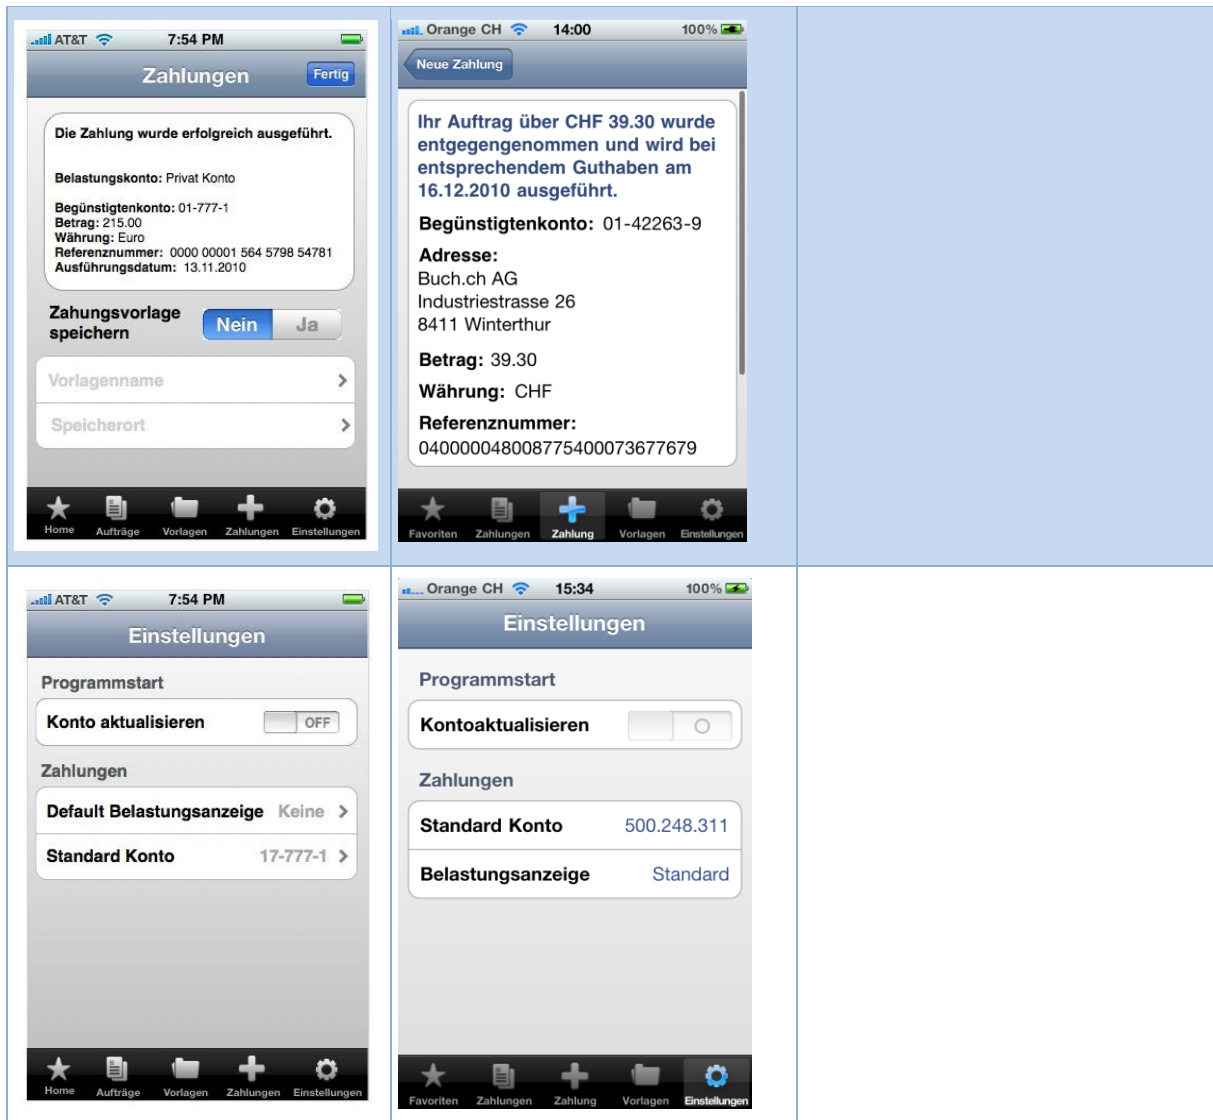 AT&T 7:54 PM
Zahlungen Fertig
Die Zahlung wurde erfolgreich ausgeführt.
Belastungskonto: Privat Konto
Begünstigtenkonto: 01-777-1
Betrag: 215.00
Währung: Euro
Referenznummer: 0000 00001 564 5798 54781
Ausführungsdatum: 13.11.2010
Zahungsvorlage
speichern
Nein Ja
Vorlagenname
Speicherort
Home Aufträge Vorlagen Zahlungen Einstellungen
Orange CH 14:00 100%
Neue Zahlung
Ihr Auftrag über CHF 39.30 wurde
entgegengenommen und wird bei
entsprechendem Guthaben am
16.12.2010 ausgeführt.
Begünstigtenkonto: 01-42263-9
Adresse:
Buch.ch AG
Industriestrasse 26
8411 Winterthur
Betrag: 39.30
Währung: CHF
Referenznummer:
040000048008775400073677679
Favoriten Zahlungen Zahlung Vorlagen Einstellungen
AT&T 7:54 PM
Einstellungen
Programmstart
Konto aktualisieren OFF
Zahlungen
Default Belastungsanzeige Keine
Standard Konto 17-777-1
Home Aufträge Vorlagen Zahlungen Einstellungen
Orange CH 15:34 100%
Einstellungen
Programmstart
Kontoaktualisieren
Zahlungen
Standard Konto 500.248.311
Belastungsanzeige Standard
Favoriten Zahlungen Zahlung Vorlagen Einstellungen